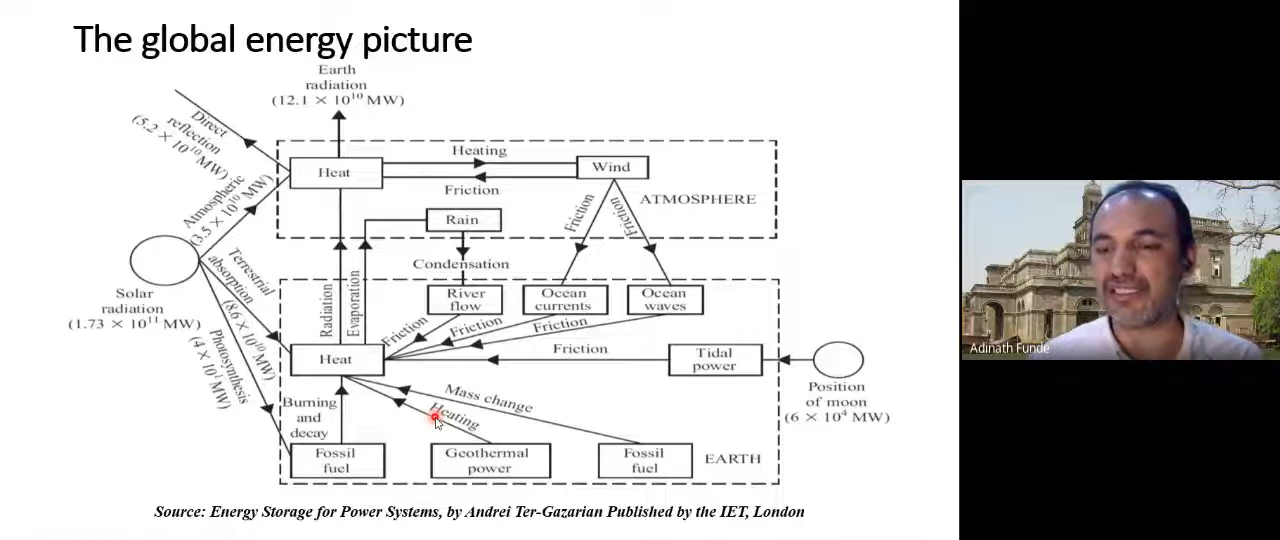 The global energy picture
Earth
radiation
(12.1 × 10¹⁰ MW)
Direct
reflection
(5.2 × 10¹⁰ MW)
Heating
Heat
Wind
Friction
Atmospheric
(3.5 × 10¹⁰ MW)
Friction
Friction
ATMOSPHERE
Rain
Condensation
Solar
radiation
(1.73 × 10¹¹ MW)
Terrestrial
absorption
(8.6 × 10¹⁰ MW)
Radiation
Evaporation
River
flow
Ocean
currents
Ocean
waves
Friction
Friction
Friction
Heat
Friction
Tidal
power
Position
of moon
(6 × 10⁴ MW)
Photosynthesis
Burning
and
decay
Mass change
Heating
Fossil
fuel
Geothermal
power
Fossil
fuel
EARTH
Source: Energy Storage for Power Systems, by Andrei Ter-Gazarian Published by the IET, London
Adinath Funde